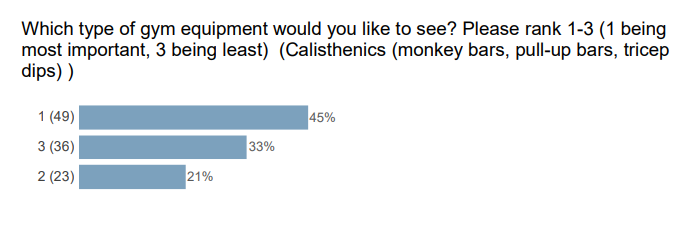 Which type of gym equipment would you like to see? Please rank 1-3 (1 being
most important, 3 being least)  (Calisthenics (monkey bars, pull-up bars, tricep
dips) )
1 (49) 45%
3 (36) 33%
2 (23) 21%